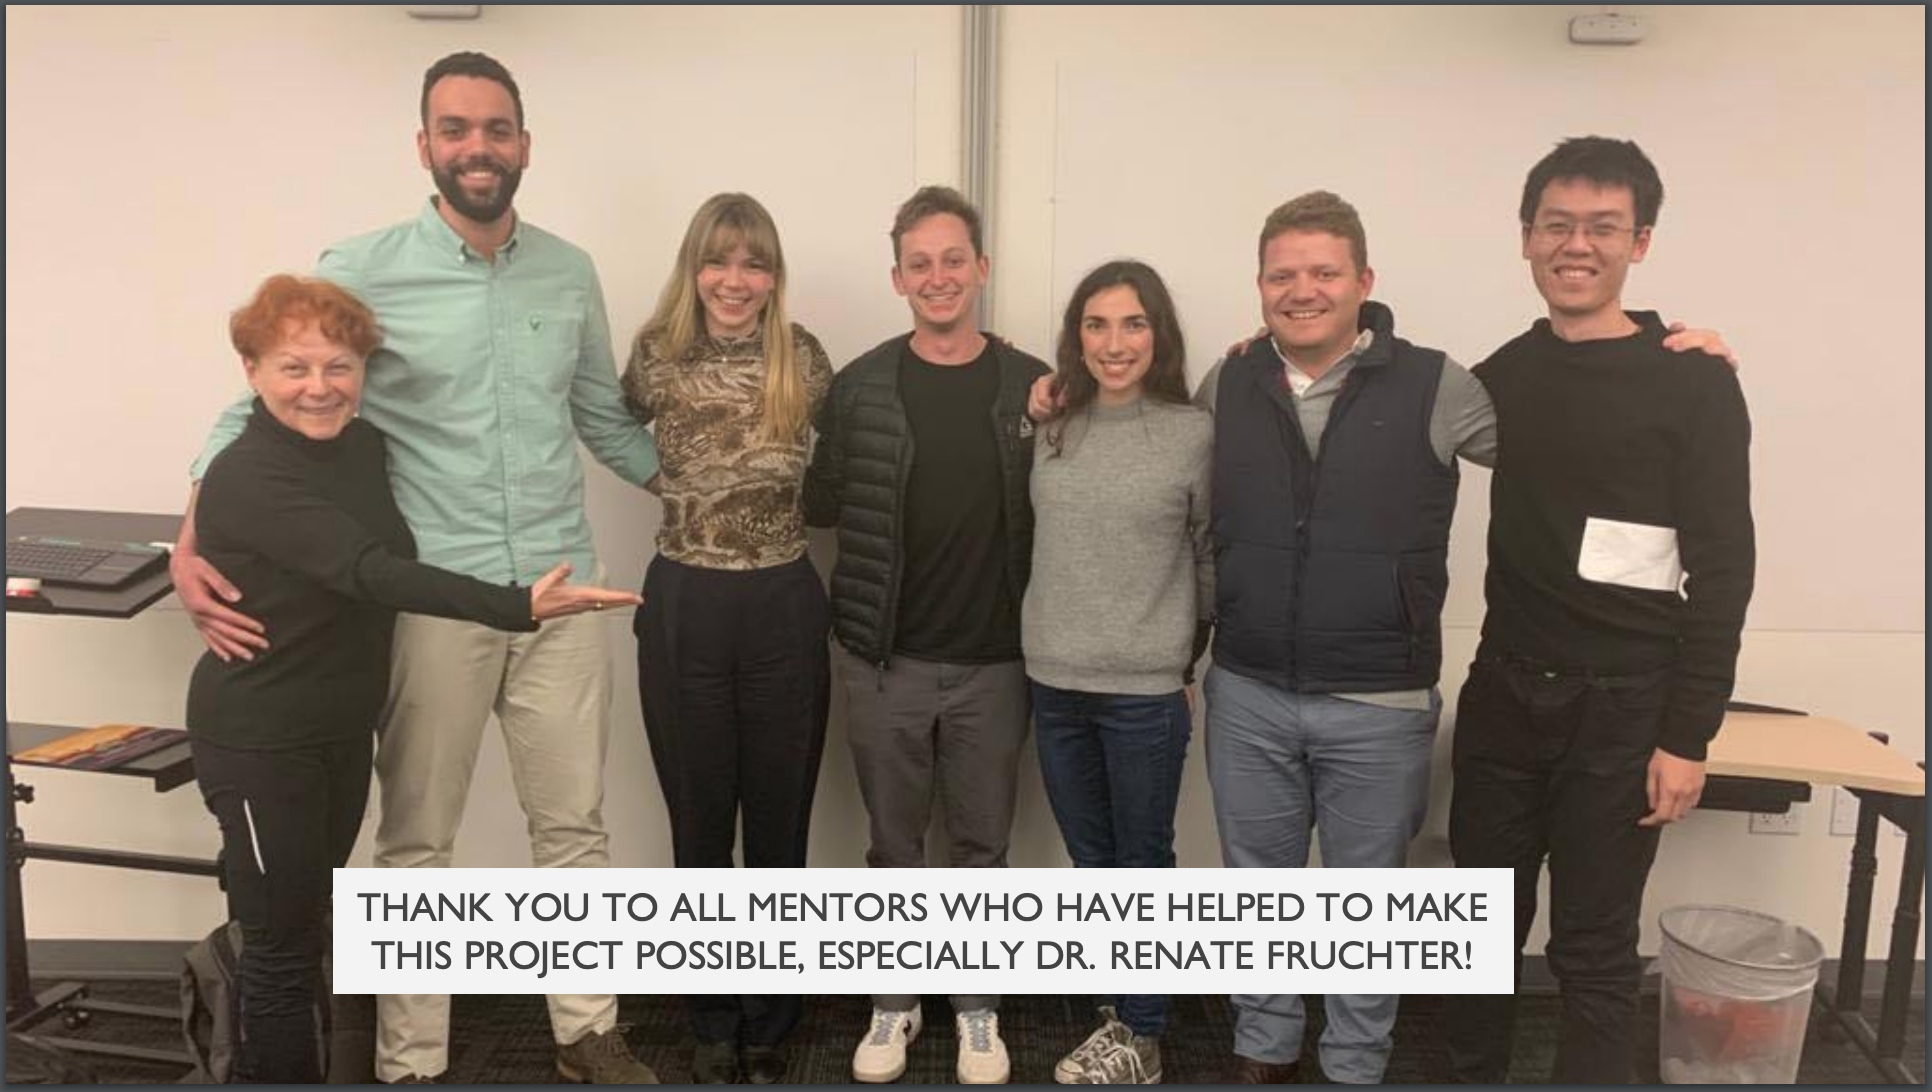 THANK YOU TO ALL MENTORS WHO HAVE HELPED TO MAKE
THIS PROJECT POSSIBLE, ESPECIALLY DR. RENATE FRUCHTER!